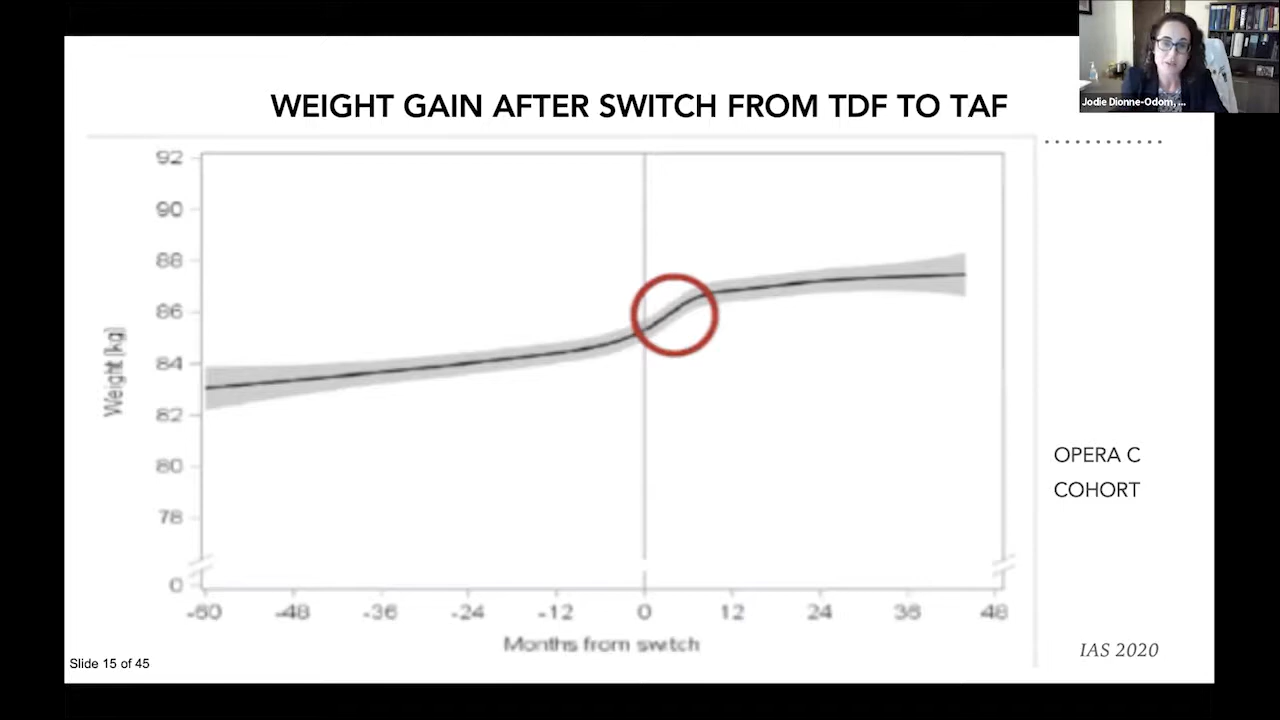 Jodie Dionne-Odom, ...
WEIGHT GAIN AFTER SWITCH FROM TDF TO TAF
92
90
88
86
84
82
80
78
0
Weight [kg]
-60 -48 -36 -24 -12 0 12 24 36 48
Months from switch
OPERA C
COHORT
IAS 2020
Slide 15 of 45